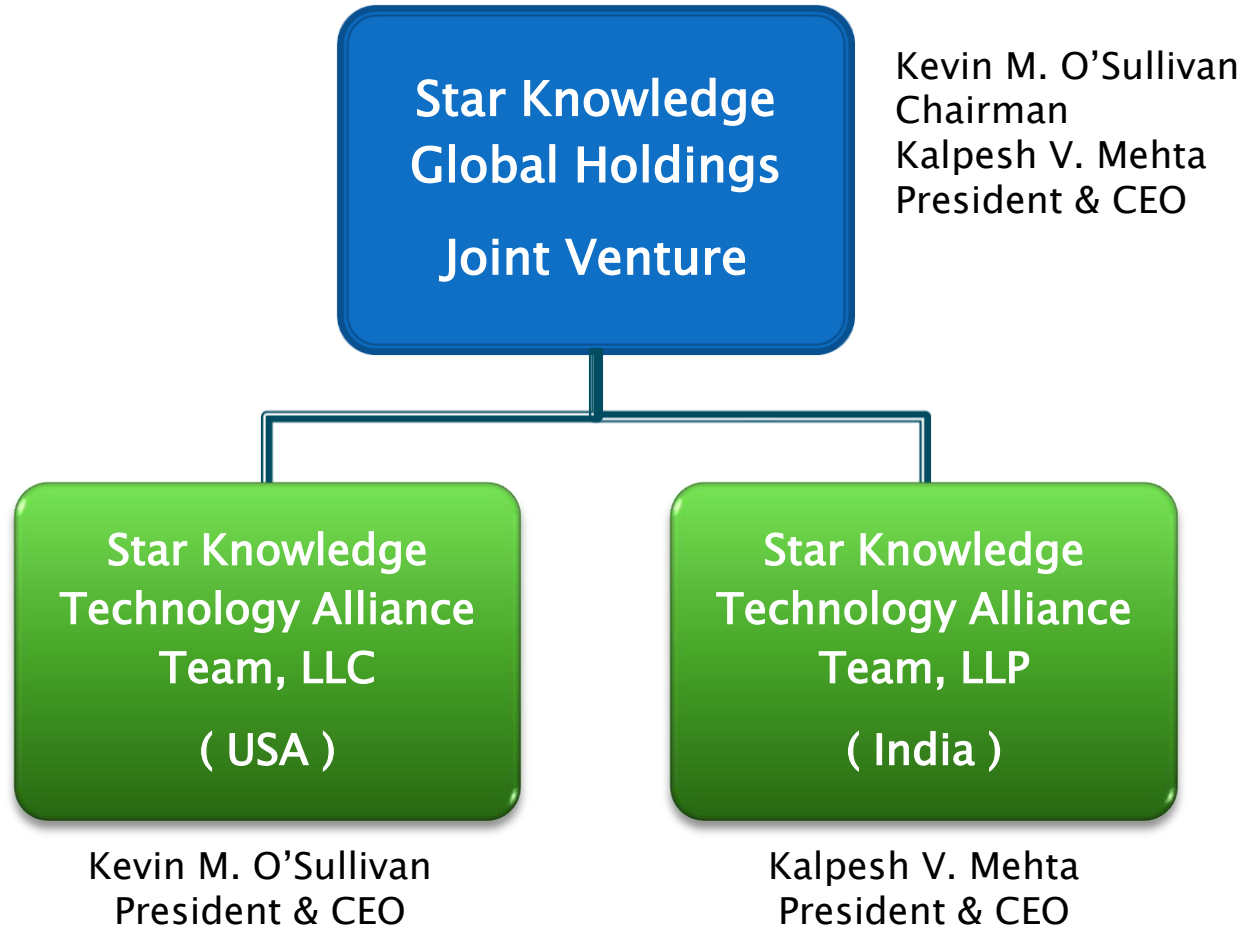 Star Knowledge
Global Holdings
Joint Venture
Kevin M. O’Sullivan
Chairman
Kalpesh V. Mehta
President & CEO
Star Knowledge
Technology Alliance
Team, LLC
( USA )
Kevin M. O’Sullivan
President & CEO
Star Knowledge
Technology Alliance
Team, LLP
( India )
Kalpesh V. Mehta
President & CEO